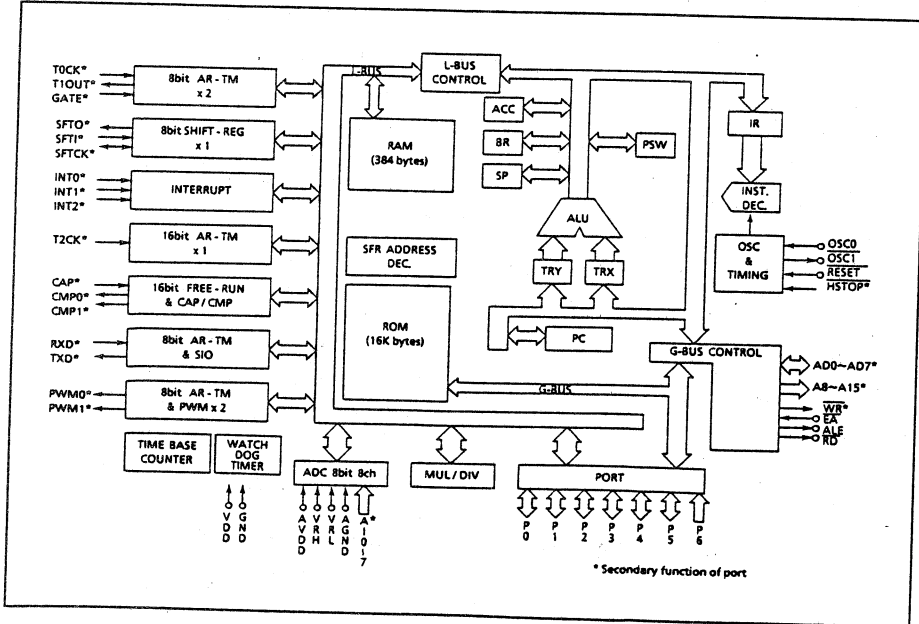 T0CK*
T1OUT*
GATE*
8bit AR - TM
x 2
SFTO*
SFTI*
SFTCK*
8bit SHIFT - REG
x 1
INT0*
INT1*
INT2*
INTERRUPT
T2CK*
16bit AR - TM
x 1
CAP*
CMP0*
CMP1*
16bit FREE - RUN
& CAP / CMP
RXD*
TXD*
8bit AR - TM
& SIO
PWM0*
PWM1*
8bit AR - TM
& PWM x 2
TIME BASE
COUNTER
WATCH
DOG
TIMER
VDD
GND
L-BUS
L-BUS
CONTROL
RAM
(384 bytes)
SFR ADDRESS
DEC.
ROM
(16K bytes)
ACC
BR
SP
PSW
ALU
TRY
TRX
PC
IR
INST.
DEC.
OSC
&
TIMING
OSC0
OSC1
RESET
HSTOP*
G-BUS CONTROL
G-BUS
AD0~AD7*
A8~A15*
WR*
EA
ALE
RD
ADC 8bit 8ch
AVDD
VRH
VRL
AGND
AI0-7*
MUL / DIV
PORT
P0
P1
P2
P3
P4
P5
P6
* Secondary function of port